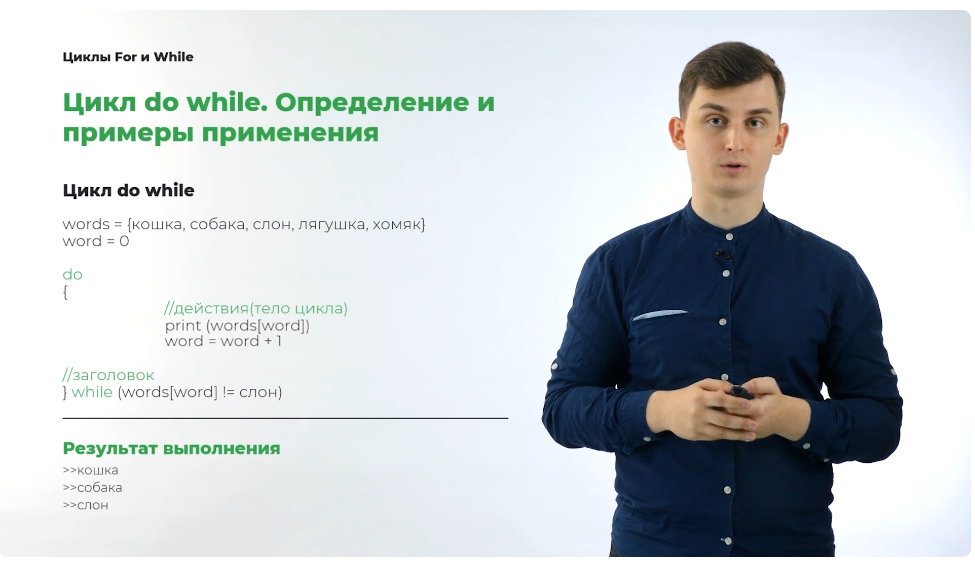 Циклы For и While
Цикл do while. Определение и
примеры применения
Цикл do while
words = {кошка, собака, слон, лягушка, хомяк}
word = 0
do
{
//действия(тело цикла)
print (words[word])
word = word + 1
//заголовок
} while (words[word] != слон)
Результат выполнения
>>кошка
>>собака
>>слон